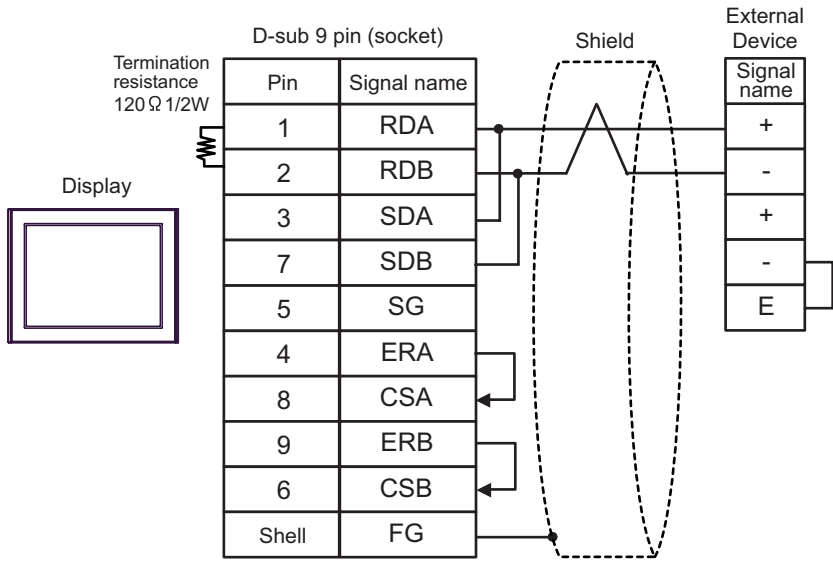 D-sub 9 pin (socket)
Shield
External
Device
Termination
resistance
120Ω 1/2W
Pin Signal name
1 RDA
2 RDB
3 SDA
7 SDB
5 SG
4 ERA
8 CSA
9 ERB
6 CSB
Shell FG
Display
Signal
name
+
-
+
-
E